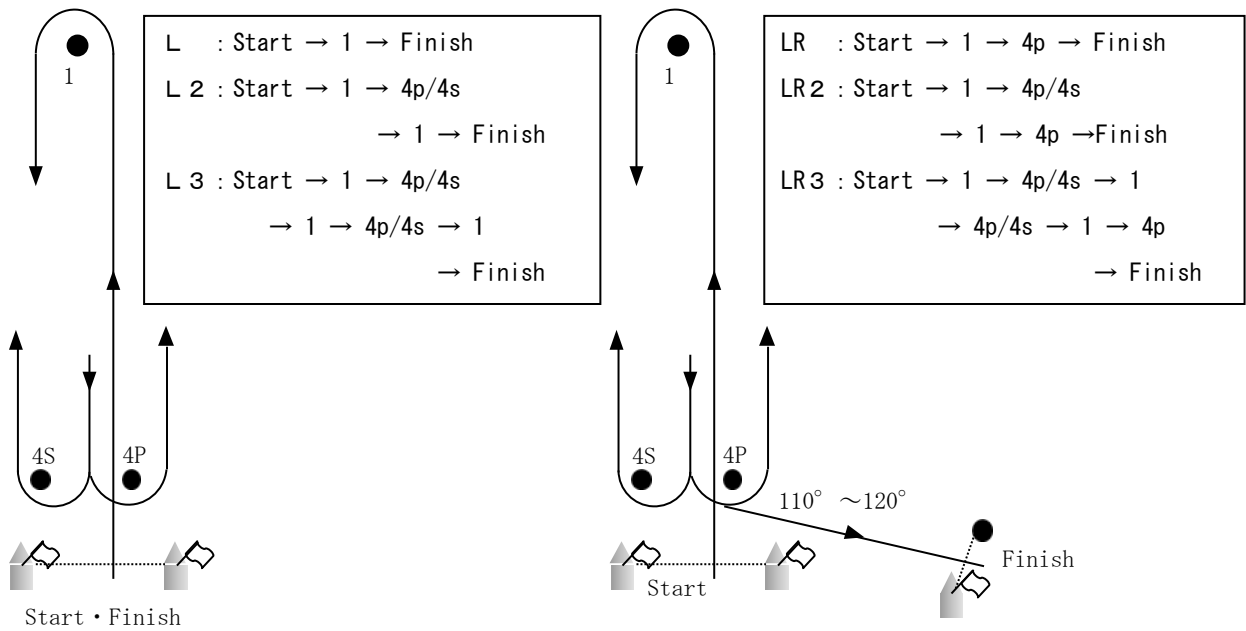 1
L : Start → 1 → Finish
L２ : Start → 1 → 4p/4s
→ 1 → Finish
L３ : Start → 1 → 4p/4s
→ 1 → 4p/4s → 1
→ Finish
4S
4P
Start・Finish
1
LR : Start → 1 → 4p → Finish
LR２ : Start → 1 → 4p/4s
→ 1 → 4p →Finish
LR３ : Start → 1 → 4p/4s → 1
→ 4p/4s → 1 → 4p
→ Finish
4S
4P
110° ～120°
Finish
Start